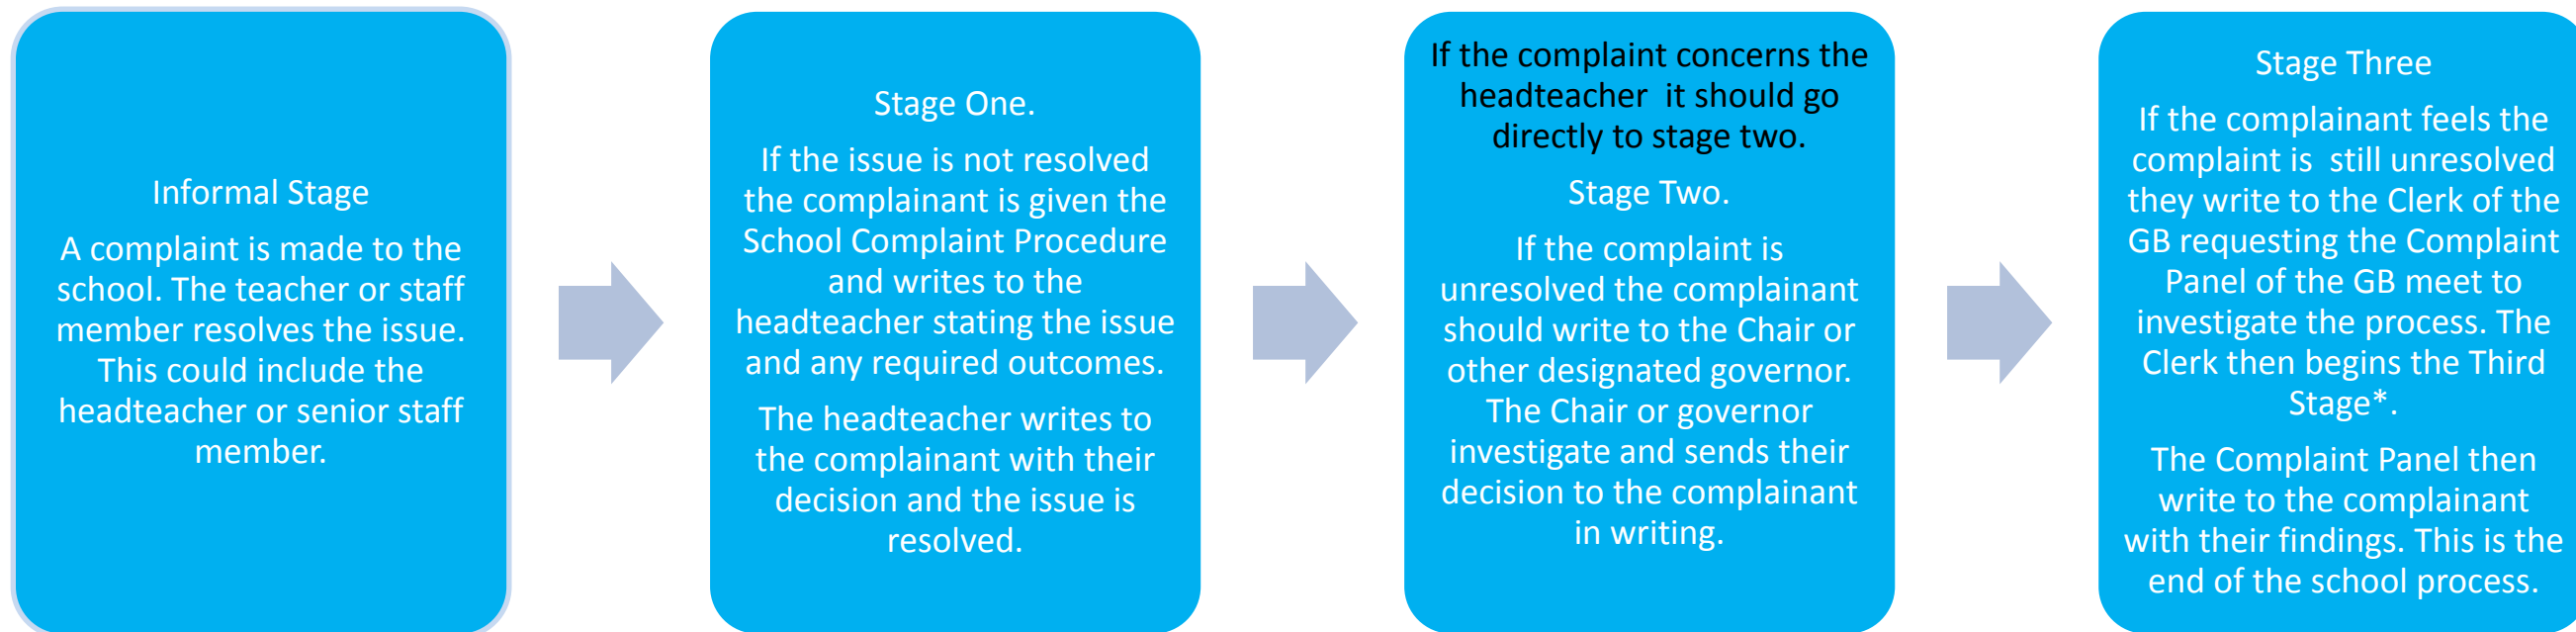 Informal Stage
A complaint is made to the
school. The teacher or staff
member resolves the issue.
This could include the
headteacher or senior staff
member.
Stage One.
If the issue is not resolved
the complainant is given the
School Complaint Procedure
and writes to the
headteacher stating the issue
and any required outcomes.
The headteacher writes to
the complainant with their
decision and the issue is
resolved.
If the complaint concerns the
headteacher it should go
directly to stage two.
Stage Two.
If the complaint is
unresolved the complainant
should write to the Chair or
other designated governor.
The Chair or governor
investigate and sends their
decision to the complainant
in writing.
Stage Three
If the complainant feels the
complaint is still unresolved
they write to the Clerk of the
GB requesting the Complaint
Panel of the GB meet to
investigate the process. The
Clerk then begins the Third
Stage*.
The Complaint Panel then
write to the complainant
with their findings. This is the
end of the school process.